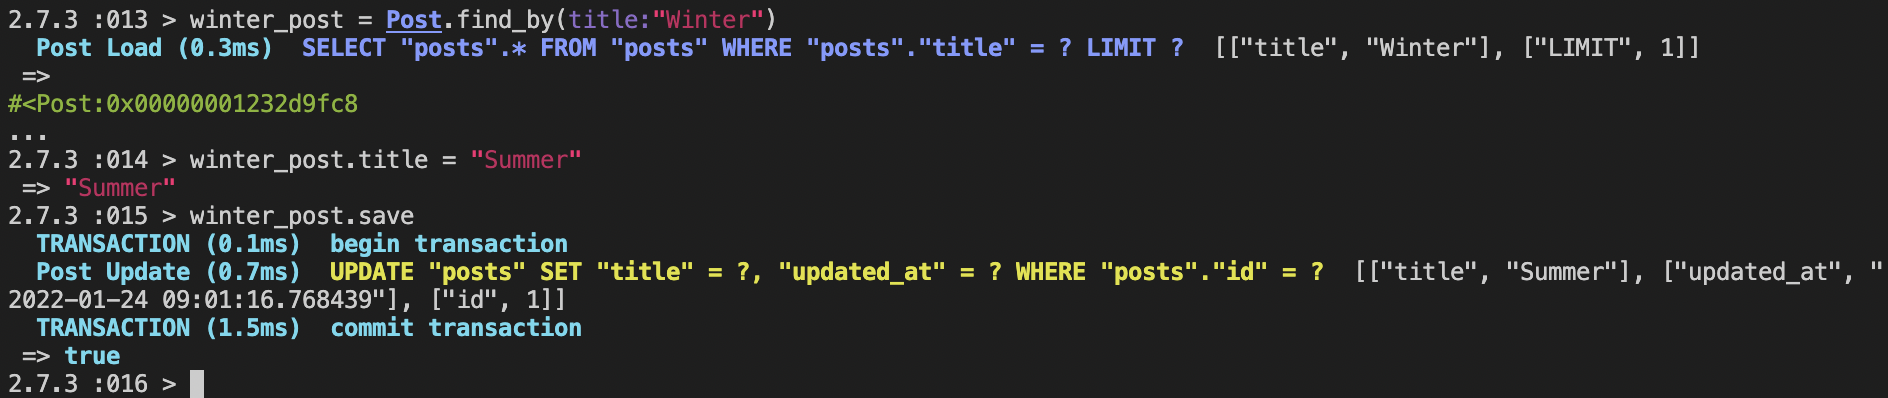 2.7.3 :013 > winter_post = Post.find_by(title:"Winter")
  Post Load (0.3ms)  SELECT "posts".* FROM "posts" WHERE "posts"."title" = ? LIMIT ?  [["title", "Winter"], ["LIMIT", 1]]
 =>
#<Post:0x00000001232d9fc8
...
2.7.3 :014 > winter_post.title = "Summer"
 => "Summer"
2.7.3 :015 > winter_post.save
  TRANSACTION (0.1ms)  begin transaction
  Post Update (0.7ms)  UPDATE "posts" SET "title" = ?, "updated_at" = ? WHERE "posts"."id" = ?  [["title", "Summer"], ["updated_at", "
2022-01-24 09:01:16.768439"], ["id", 1]]
  TRANSACTION (1.5ms)  commit transaction
 => true
2.7.3 :016 >